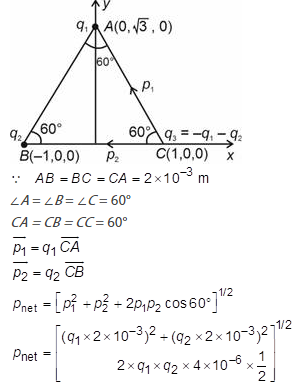 y
q₁ A(0,√3 , 0)
60°
p₁
q₂ 60° 60° q₃ = –q₁ – q₂
B(–1,0,0) p₂ C(1,0,0) x
∵ AB = BC = CA = 2×10⁻³ m
∠A = ∠B = ∠C = 60°
CA = CB = CC = 60°
p₁⃗ = q₁ C͞A͞
p₂⃗ = q₂ C͞B͞
pₙₑₜ = [p₁² + p₂² + 2p₁p₂ cos 60°]^1/2
pₙₑₜ = [(q₁ × 2 × 10⁻³)² + (q₂ × 2 × 10⁻³)²]^1/2
2 × q₁ × q₂ × 4 × 10⁻⁶ × 1/2